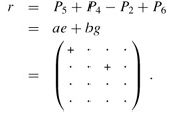 r = P₅ + P₄ − P₂ + P₆
= ae + bg
= ( + · · ·
· · + ·
· · · ·
· · · · ) .